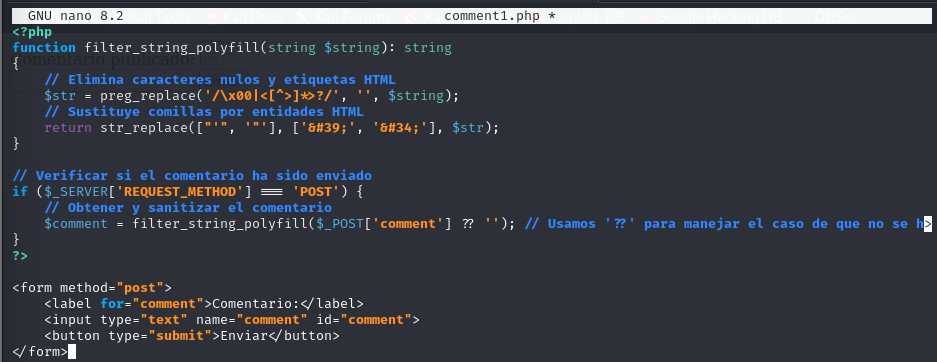 GNU nano 8.2 comment1.php *
<?php
function filter_string_polyfill(string $string): string
{
    // Elimina caracteres nulos y etiquetas HTML
    $str = preg_replace('/\x00|<[^>]*>?/', '', $string);
    // Sustituye comillas por entidades HTML
    return str_replace(["'", '"'], ['&#39;', '&#34;'], $str);
}

// Verificar si el comentario ha sido enviado
if ($_SERVER['REQUEST_METHOD'] === 'POST') {
    // Obtener y sanitizar el comentario
    $comment = filter_string_polyfill($_POST['comment'] ?? ''); // Usamos '??' para manejar el caso de que no se h>
}
?>

<form method="post">
    <label for="comment">Comentario:</label>
    <input type="text" name="comment" id="comment">
    <button type="submit">Enviar</button>
</form>